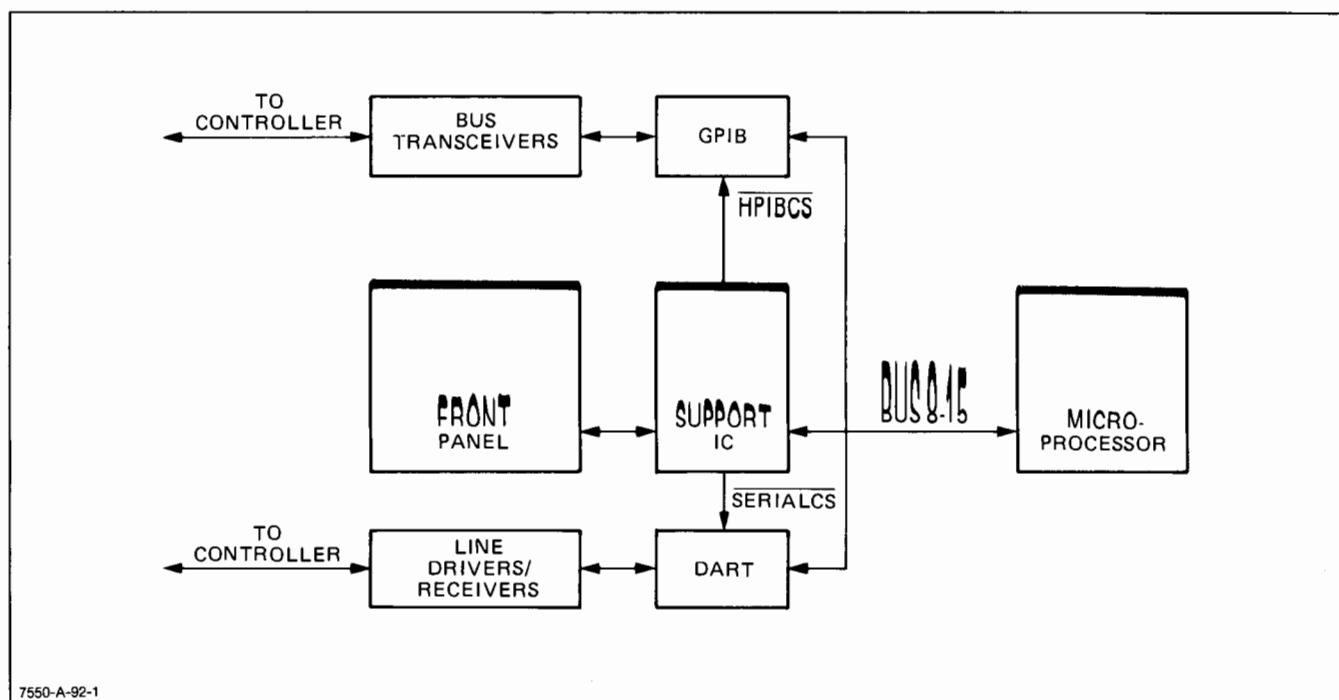 TO
CONTROLLER
BUS
TRANSCEIVERS
GPIB
HPIBCS
FRONT
PANEL
SUPPORT
IC
BUS 8-15
MICRO-
PROCESSOR
SERIALCS
TO
CONTROLLER
LINE
DRIVERS/
RECEIVERS
DART
7550-A-92-1